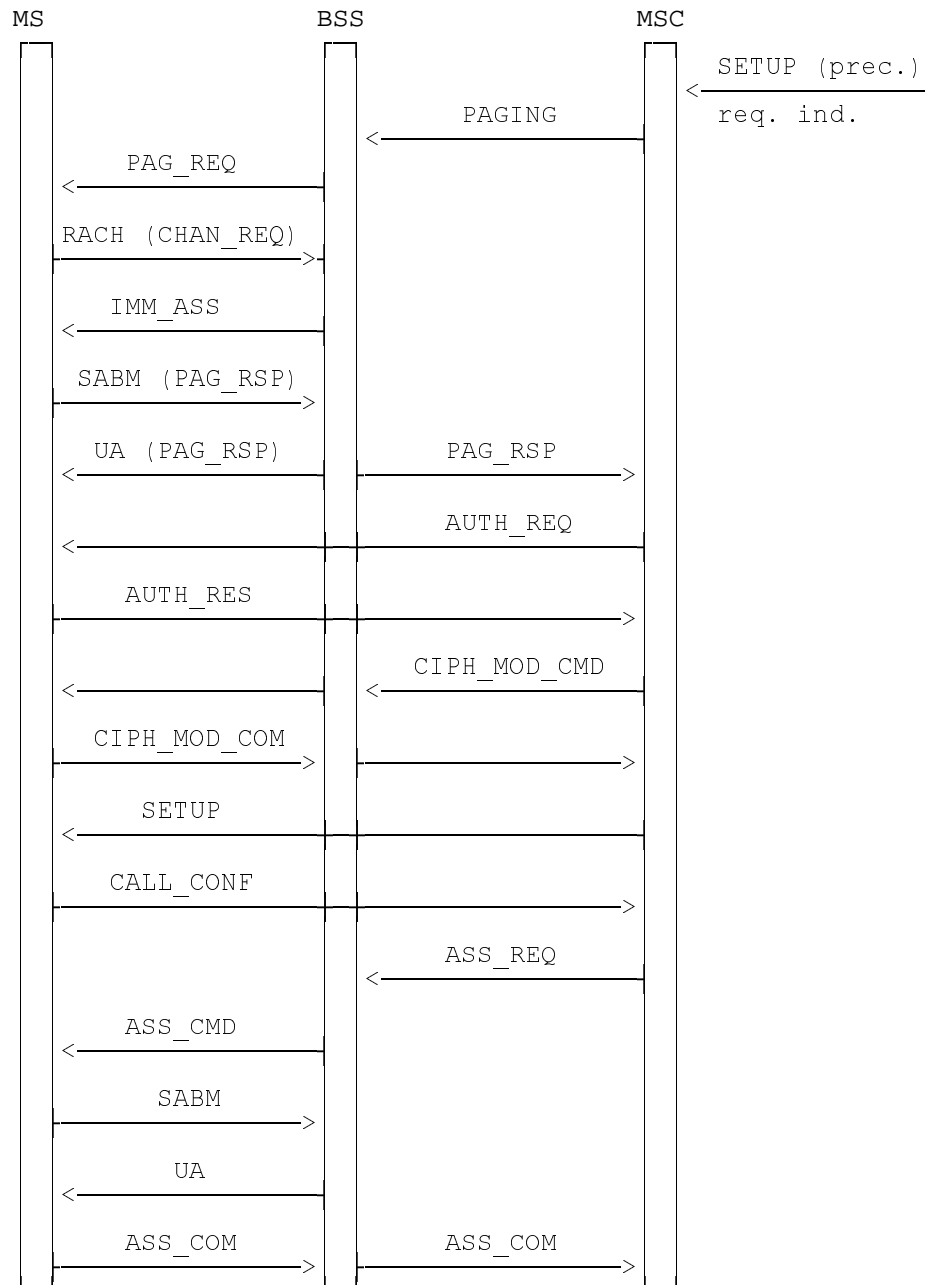 MS BSS MSC
SETUP (prec.)
req. ind.
PAGING
PAG_REQ
RACH (CHAN_REQ)
IMM_ASS
SABM (PAG_RSP)
UA (PAG_RSP) PAG_RSP
AUTH_REQ
AUTH_RES
CIPH_MOD_CMD
CIPH_MOD_COM
SETUP
CALL_CONF
ASS_REQ
ASS_CMD
SABM
UA
ASS_COM ASS_COM